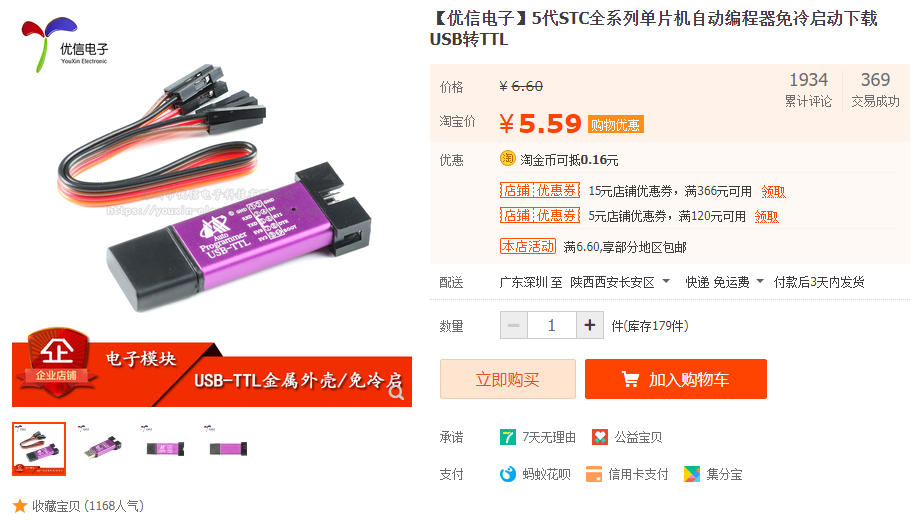 优信电子
YouXin Electronic
Auto
Programmer
USB-TTL
企
企业店铺
电子模块
USB-TTL金属外壳/免冷启
收藏宝贝 (1168人气)
【优信电子】5代STC全系列单片机自动编程器免冷启动下载
USB转TTL
价格 ¥ 6.60
1934 369
累计评论 交易成功
淘宝价 ¥ 5.59 购物优惠
优惠 淘 淘金币可抵0.16元
店铺 优惠券 15元店铺优惠券，满366元可用 领取
店铺 优惠券 5元店铺优惠券，满120元可用 领取
本店活动 满6.60,享部分地区包邮
配送 广东深圳 至 陕西西安长安区 快递 免运费 付款后3天内发货
数量 − 1 + 件(库存179件)
立即购买 加入购物车
承诺 7 7天无理由 公益宝贝
支付 蚂蚁花呗 信用卡支付 集分宝